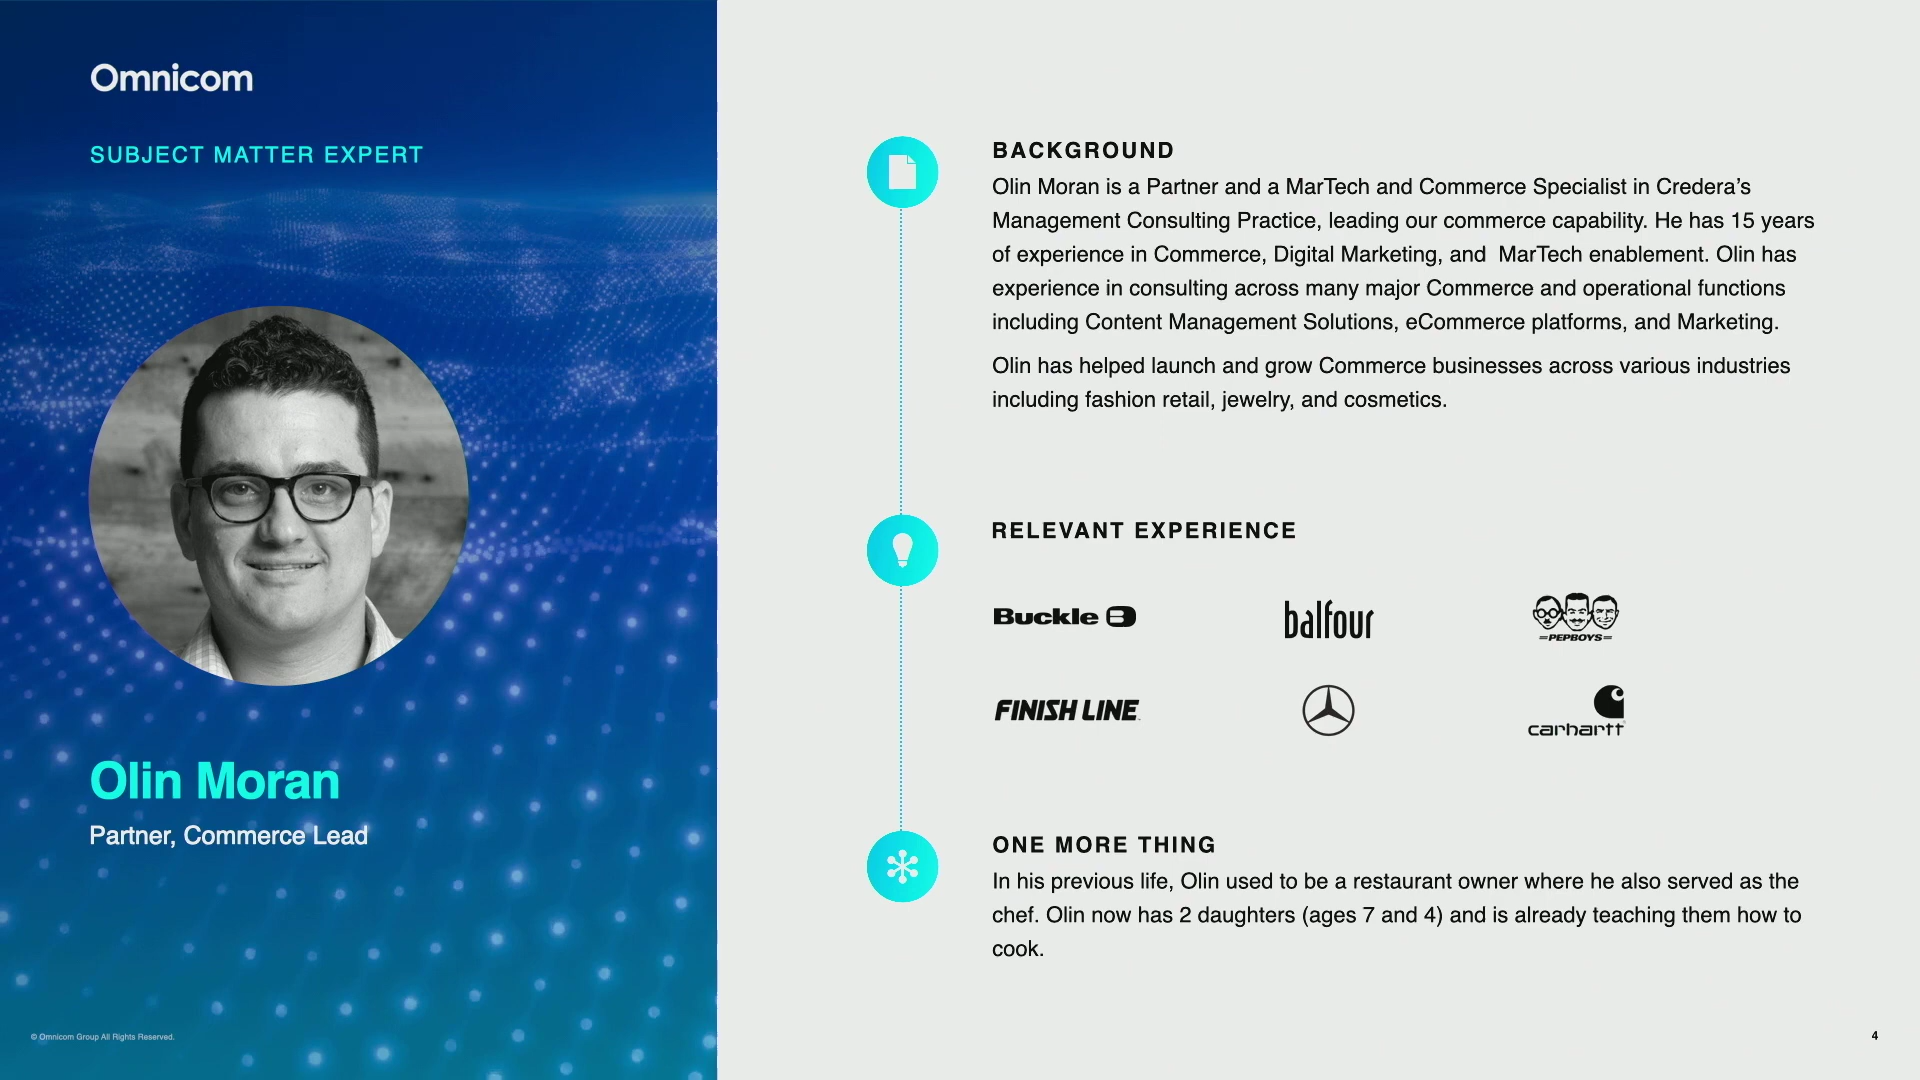 Omnicom
SUBJECT MATTER EXPERT
Olin Moran
Partner, Commerce Lead
© Omnicom Group All Rights Reserved.
BACKGROUND
Olin Moran is a Partner and a MarTech and Commerce Specialist in Credera’s
Management Consulting Practice, leading our commerce capability. He has 15 years
of experience in Commerce, Digital Marketing, and  MarTech enablement. Olin has
experience in consulting across many major Commerce and operational functions
including Content Management Solutions, eCommerce platforms, and Marketing.
Olin has helped launch and grow Commerce businesses across various industries
including fashion retail, jewelry, and cosmetics.
RELEVANT EXPERIENCE
Buckle B
balfour
PEPBOYS
FINISH LINE
carhartt
ONE MORE THING
In his previous life, Olin used to be a restaurant owner where he also served as the
chef. Olin now has 2 daughters (ages 7 and 4) and is already teaching them how to
cook.
4